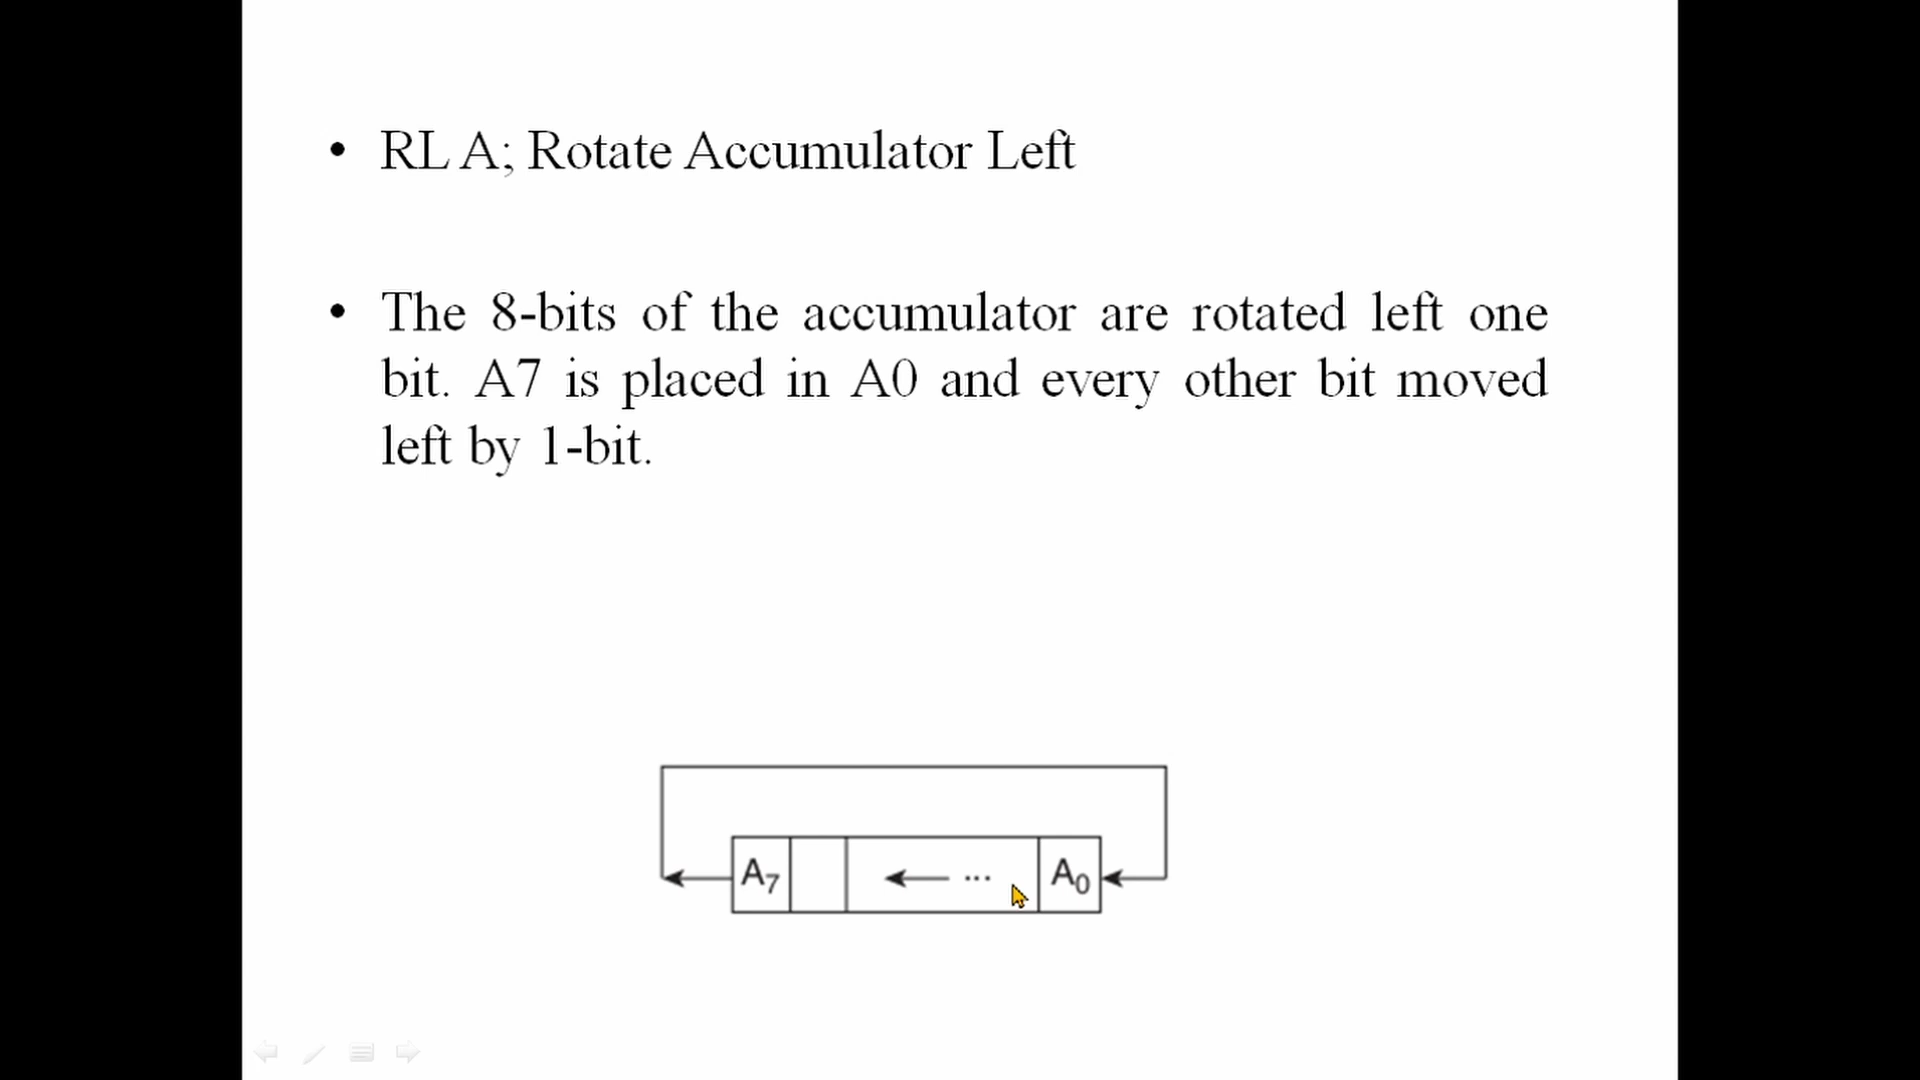 • RL A; Rotate Accumulator Left
• The 8-bits of the accumulator are rotated left one
bit. A7 is placed in A0 and every other bit moved
left by 1-bit.
A7 ... A0